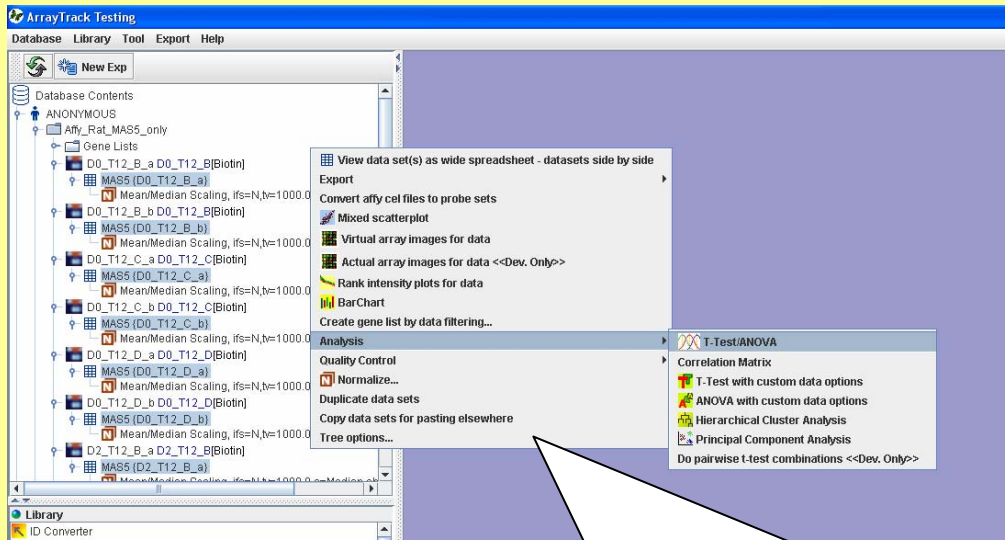 ArrayTrack Testing
Database Library Tool Export Help
New Exp
Database Contents
ANONYMOUS
Affy_Rat_MAS5_only
Gene Lists
D0_T12_B_a D0_T12_B[Biotin]
MAS5 {D0_T12_B_a}
Mean/Median Scaling, ifs=N,tv=1000.0
D0_T12_B_b D0_T12_B[Biotin]
MAS5 {D0_T12_B_b}
Mean/Median Scaling, ifs=N,tv=1000.0
D0_T12_C_a D0_T12_C[Biotin]
MAS5 {D0_T12_C_a}
Mean/Median Scaling, ifs=N,tv=1000.0
D0_T12_C_b D0_T12_C[Biotin]
MAS5 {D0_T12_C_b}
Mean/Median Scaling, ifs=N,tv=1000.0
D0_T12_D_a D0_T12_D[Biotin]
MAS5 {D0_T12_D_a}
Mean/Median Scaling, ifs=N,tv=1000.0
D0_T12_D_b D0_T12_D[Biotin]
MAS5 {D0_T12_D_b}
Mean/Median Scaling, ifs=N,tv=1000.0
D2_T12_B_a D2_T12_B[Biotin]
MAS5 {D2_T12_B_a}
Library
ID Converter
View data set(s) as wide spreadsheet - datasets side by side
Export
Convert affy cel files to probe sets
Mixed scatterplot
Virtual array images for data
Actual array images for data <<Dev. Only>>
Rank intensity plots for data
BarChart
Create gene list by data filtering...
Analysis
Quality Control
Normalize...
Duplicate data sets
Copy data sets for pasting elsewhere
Tree options...
T-Test/ANOVA
Correlation Matrix
T-Test with custom data options
ANOVA with custom data options
Hierarchical Cluster Analysis
Principal Component Analysis
Do pairwise t-test combinations <<Dev. Only>>